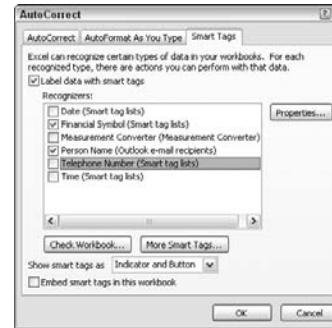 AutoCorrect
AutoCorrect AutoFormat As You Type Smart Tags
Excel can recognize certain types of data in your workbooks. For each
recognized type, there are actions you can perform with that data.
Label data with smart tags
Recognizers:
Date (Smart tag lists)
Financial Symbol (Smart tag lists)
Measurement Converter (Measurement Converter)
Person Name (Outlook e-mail recipients)
Telephone Number (Smart tag lists)
Time (Smart tag lists)
Properties...
Check Workbook... More Smart Tags...
Show smart tags as Indicator and Button
Embed smart tags in this workbook
OK Cancel